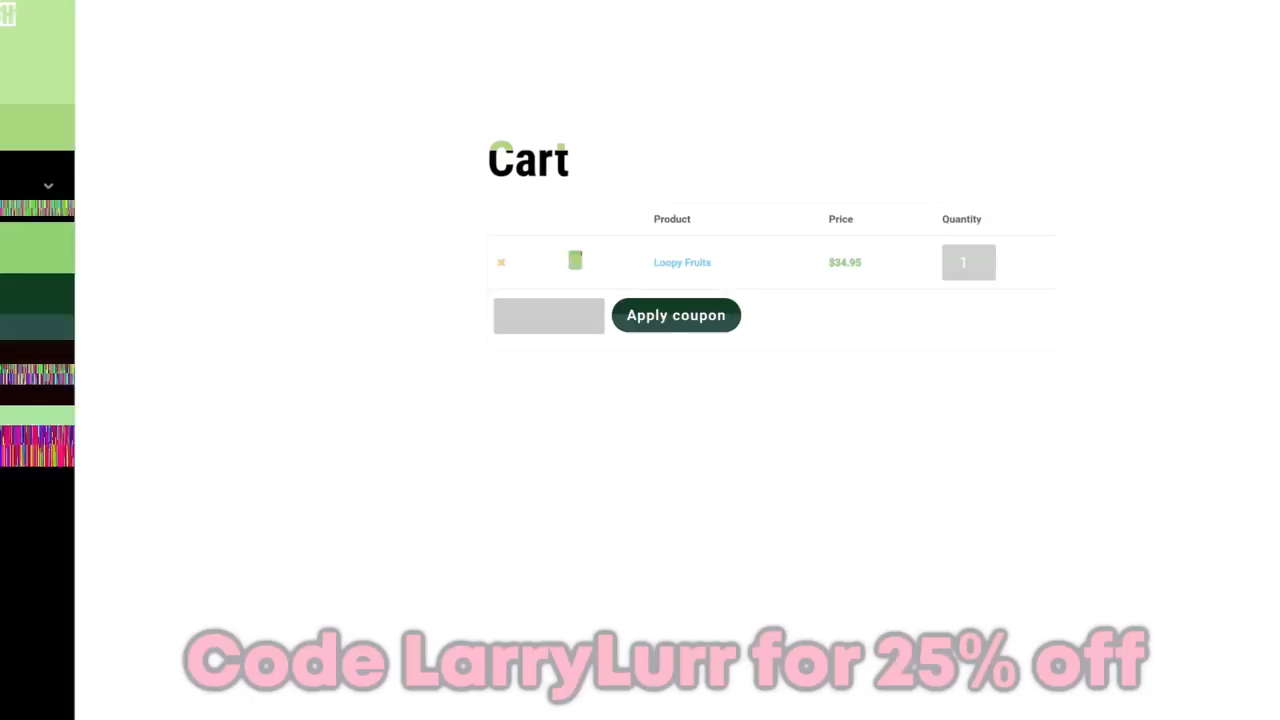 Cart
Product Price Quantity
Loopy Fruits $34.95 1
Apply coupon
Code LarryLurr for 25% off